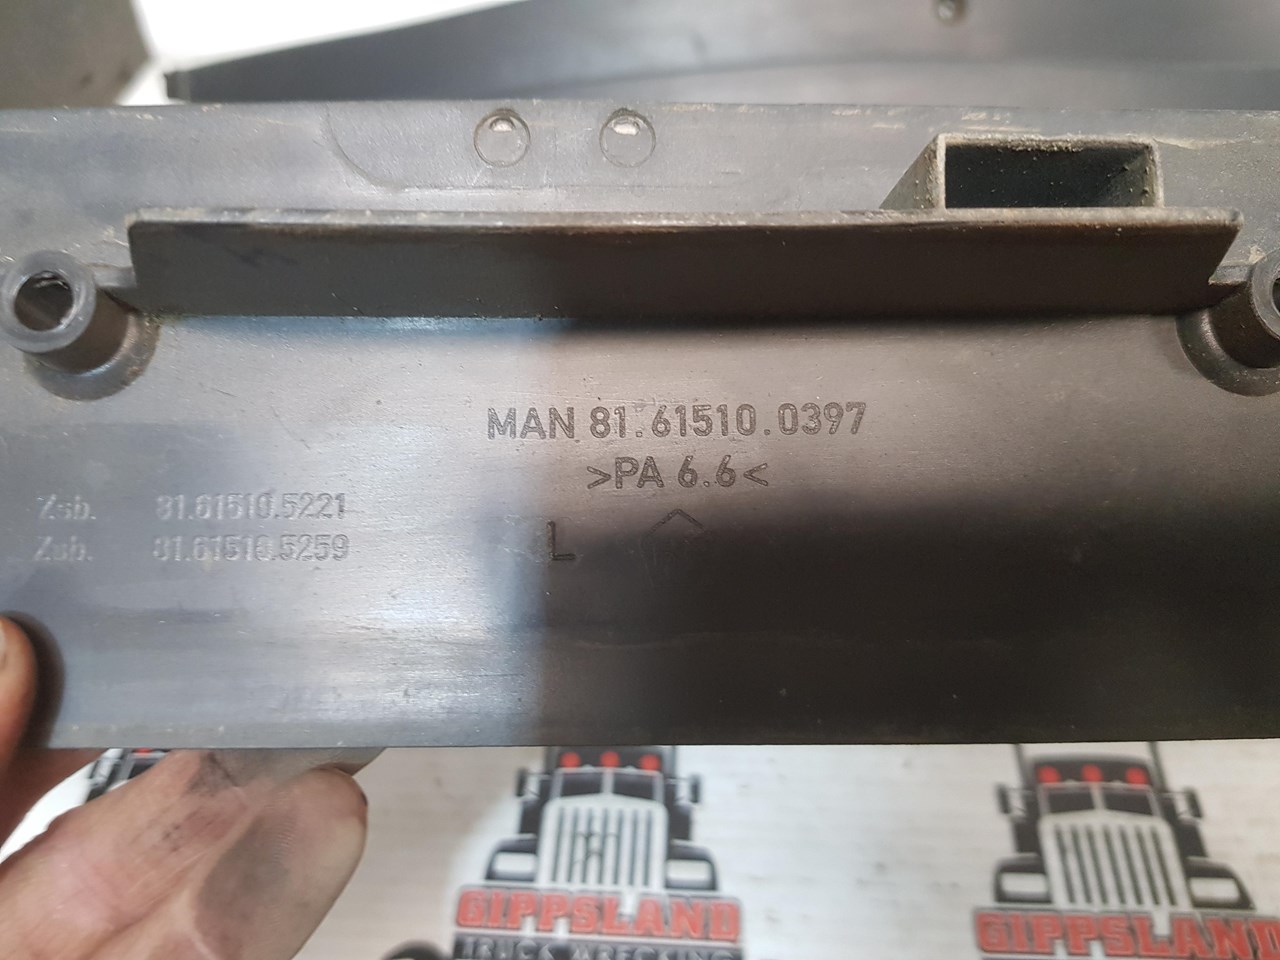 MAN 81.61510.0397
>PA 6.6<
Zsb. 81.61510.5221
Zsb. 81.61510.5259
L
GIPPSLAND
TRUCK WRECKING
GIPPSLAND